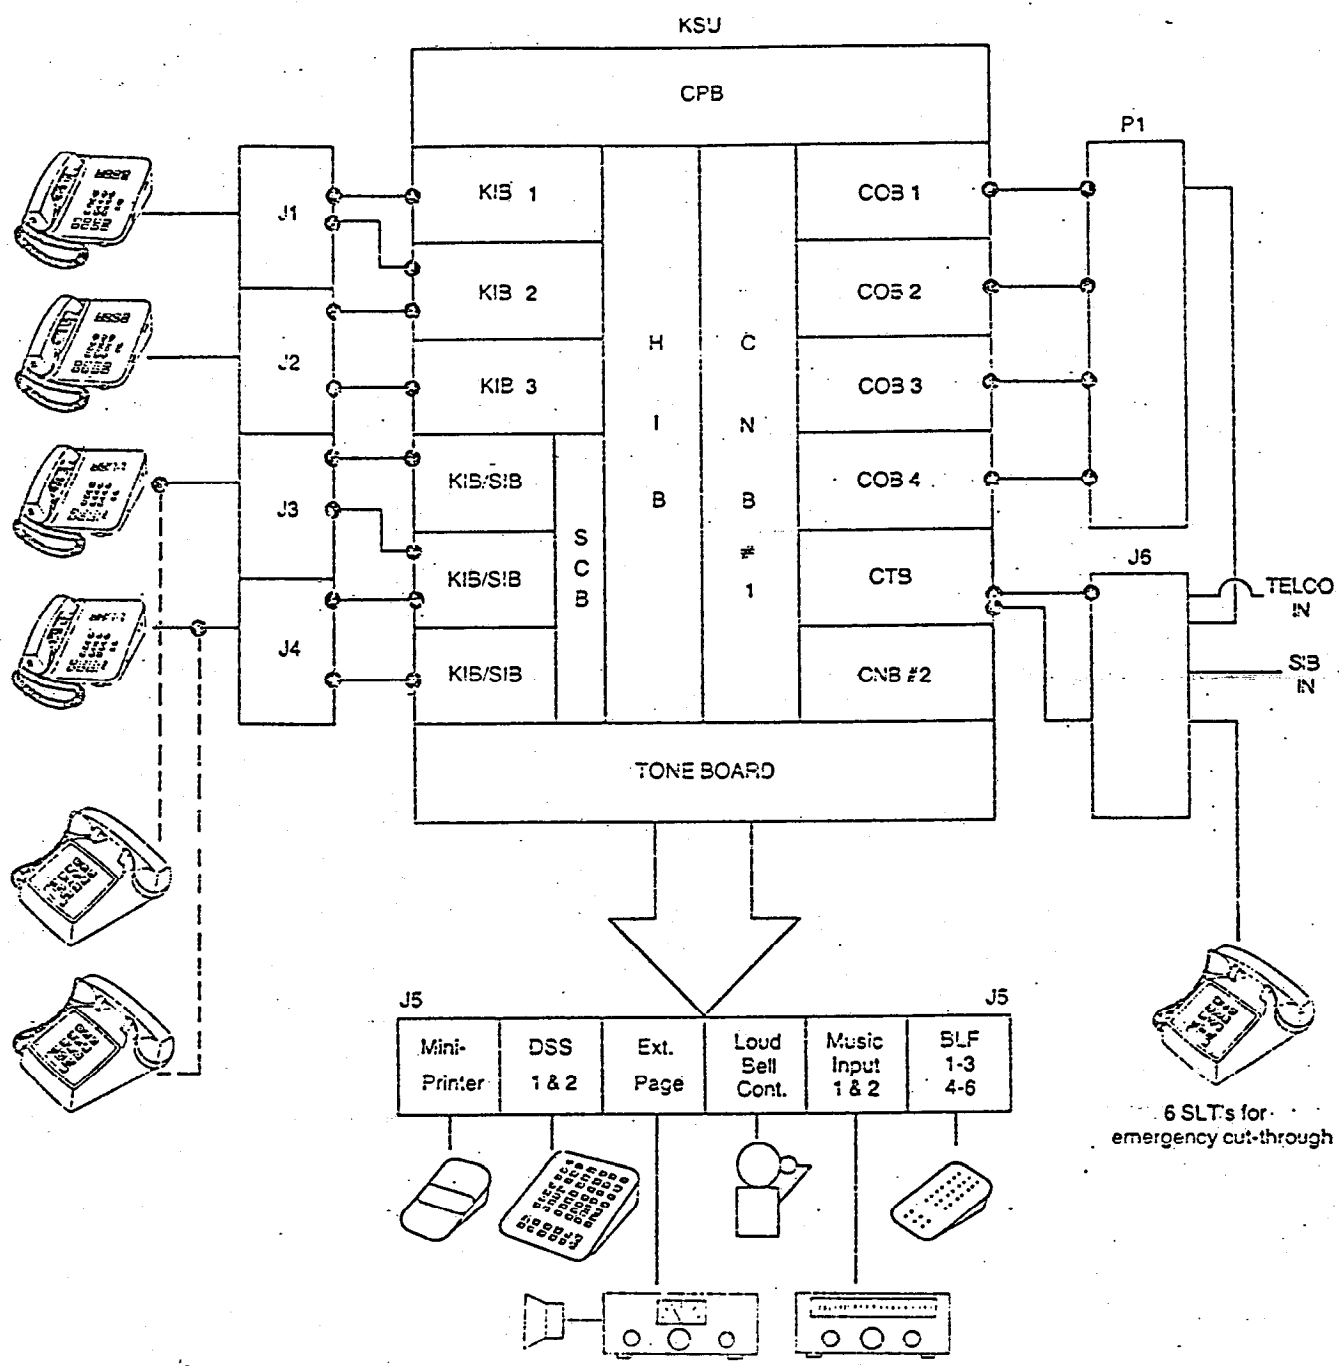 KSU
CPB
P1
J1
KIB 1
COB 1
KIB 2
COB 2
J2
H
I
B
C
N
B
≠
1
KIB 3
COB 3
KIB/SIB
COB 4
J3
S
C
B
J6
KIB/SIB
CTB
TELCO
IN
J4
KIB/SIB
CNB #2
SIB
IN
TONE BOARD
J5
J5
Mini-
Printer
DSS
1 & 2
Ext.
Page
Loud
Bell
Cont.
Music
Input
1 & 2
BLF
1-3
4-6
6 SLT's for
emergency cut-through